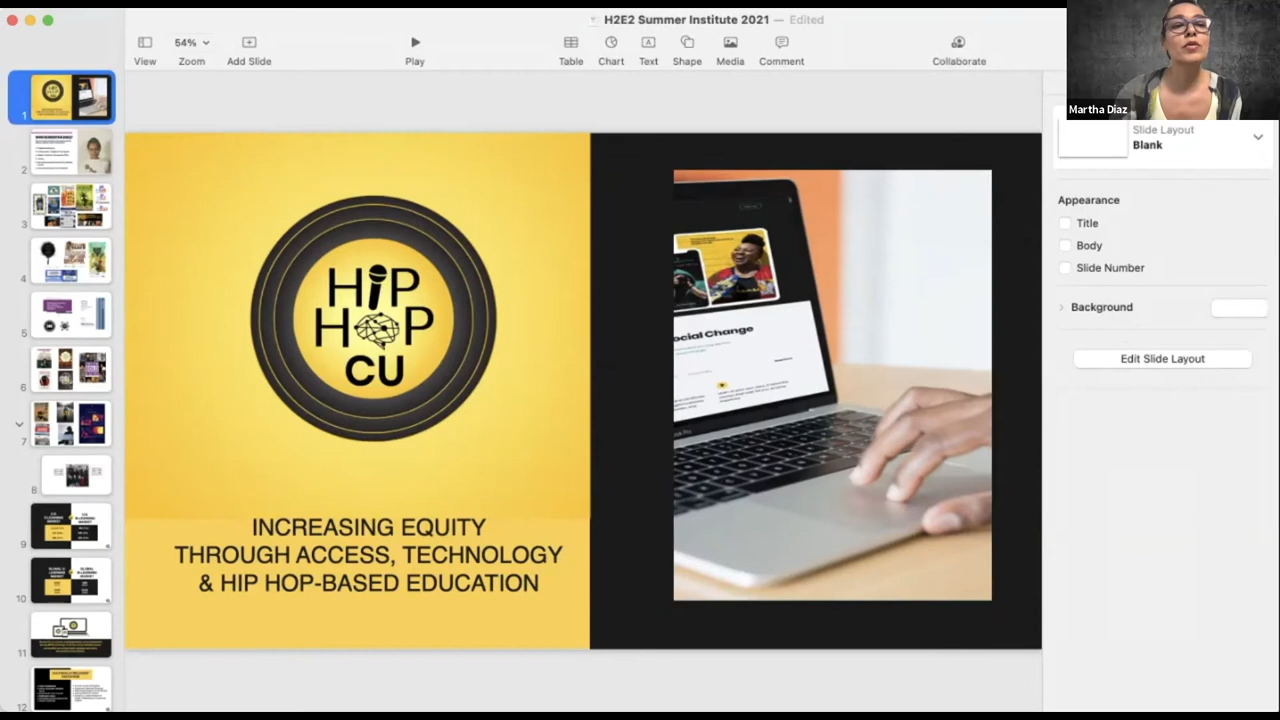 H2E2 Summer Institute 2021 — Edited
54%
View
Zoom
Add Slide
Play
Table
Chart
Text
Shape
Media
Comment
Collaborate
Martha Diaz
Slide Layout
Blank
Appearance
Title
Body
Slide Number
Background
Edit Slide Layout
1
2
3
4
5
6
7
8
9
10
11
12
HiP
HOP
CU
INCREASING EQUITY
THROUGH ACCESS, TECHNOLOGY
& HIP HOP-BASED EDUCATION
ocial Change